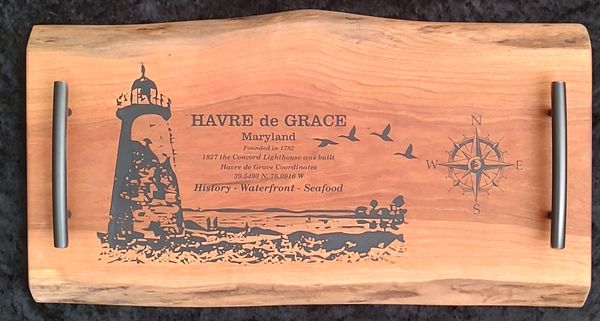 HAVRE de GRACE
Maryland
Founded in 1782
1827 the Concord Lighthouse was built
Havre de Grace Coordinates
39.5493 N, 76.0916 W
History - Waterfront - Seafood
N
W E
S